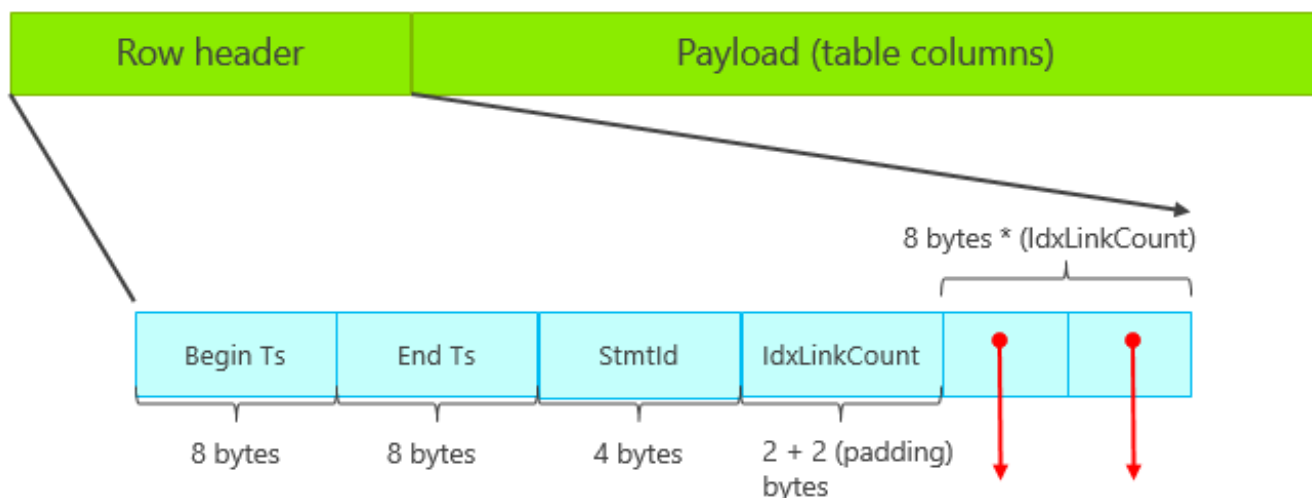 Row header
Payload (table columns)
8 bytes * (IdxLinkCount)
Begin Ts
End Ts
StmtId
IdxLinkCount
8 bytes
8 bytes
4 bytes
2 + 2 (padding)
bytes